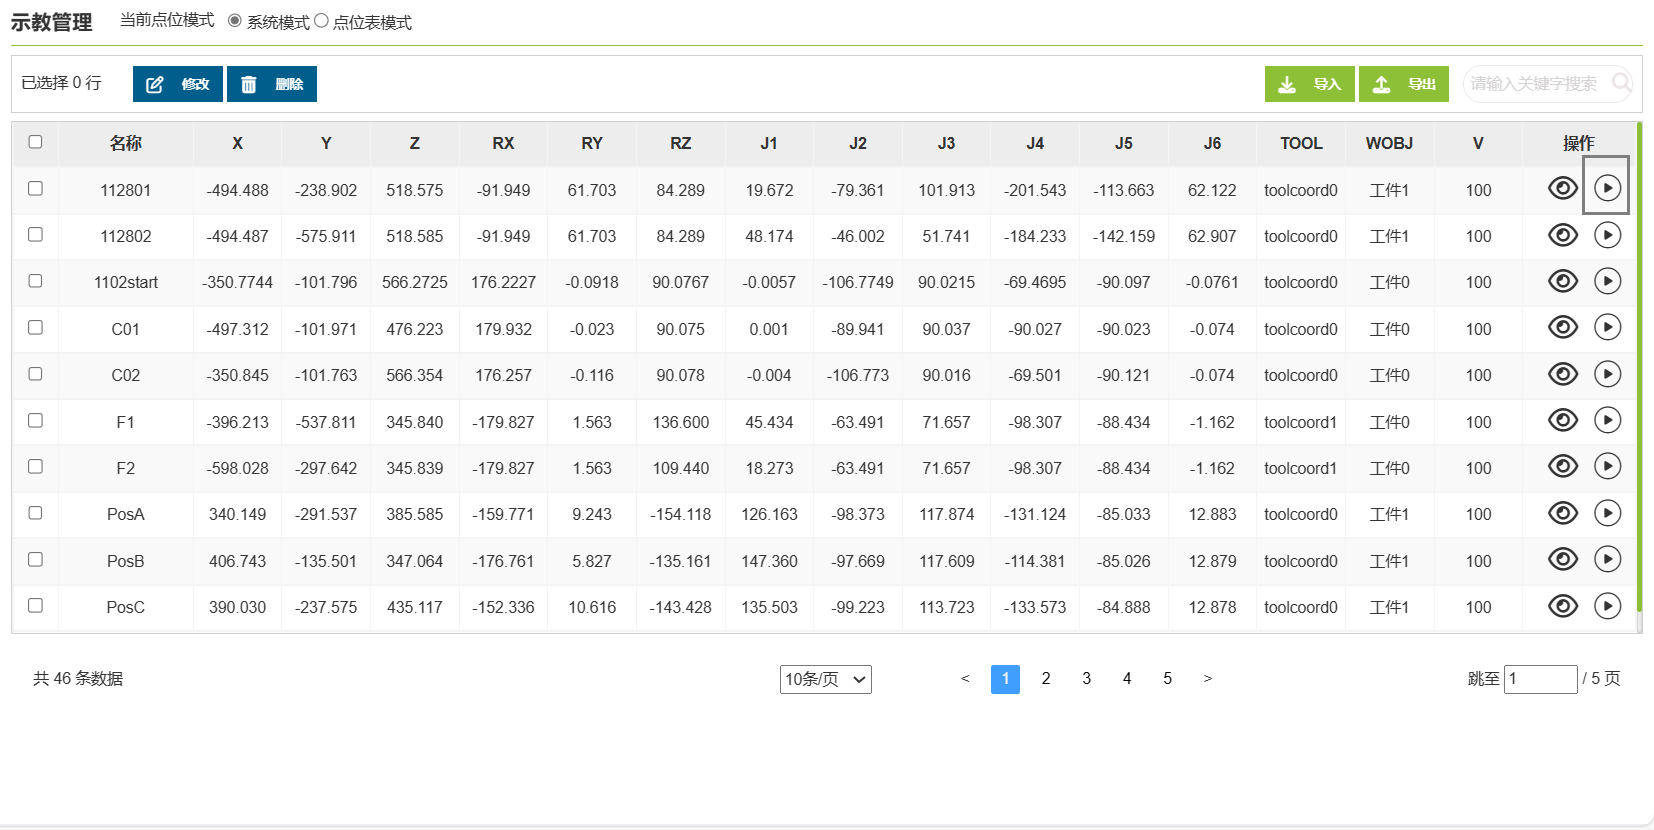 示教管理 当前点位模式 系统模式 点位表模式
已选择 0 行 修改 删除 导入 导出 请输入关键字搜索
名称 X Y Z RX RY RZ J1 J2 J3 J4 J5 J6 TOOL WOBJ V 操作
112801 -494.488 -238.902 518.575 -91.949 61.703 84.289 19.672 -79.361 101.913 -201.543 -113.663 62.122 toolcoord0 工件1 100
112802 -494.487 -575.911 518.585 -91.949 61.703 84.289 48.174 -46.002 51.741 -184.233 -142.159 62.907 toolcoord0 工件1 100
1102start -350.7744 -101.796 566.2725 176.2227 -0.0918 90.0767 -0.0057 -106.7749 90.0215 -69.4695 -90.097 -0.0761 toolcoord0 工件0 100
C01 -497.312 -101.971 476.223 179.932 -0.023 90.075 0.001 -89.941 90.037 -90.027 -90.023 -0.074 toolcoord0 工件0 100
C02 -350.845 -101.763 566.354 176.257 -0.116 90.078 -0.004 -106.773 90.016 -69.501 -90.121 -0.074 toolcoord0 工件0 100
F1 -396.213 -537.811 345.840 -179.827 1.563 136.600 45.434 -63.491 71.657 -98.307 -88.434 -1.162 toolcoord1 工件0 100
F2 -598.028 -297.642 345.839 -179.827 1.563 109.440 18.273 -63.491 71.657 -98.307 -88.434 -1.162 toolcoord1 工件0 100
PosA 340.149 -291.537 385.585 -159.771 9.243 -154.118 126.163 -98.373 117.874 -131.124 -85.033 12.883 toolcoord0 工件1 100
PosB 406.743 -135.501 347.064 -176.761 5.827 -135.161 147.360 -97.669 117.609 -114.381 -85.026 12.879 toolcoord0 工件1 100
PosC 390.030 -237.575 435.117 -152.336 10.616 -143.428 135.503 -99.223 113.723 -133.573 -84.888 12.878 toolcoord0 工件1 100
共 46 条数据 10条/页 < 1 2 3 4 5 > 跳至 1 / 5 页